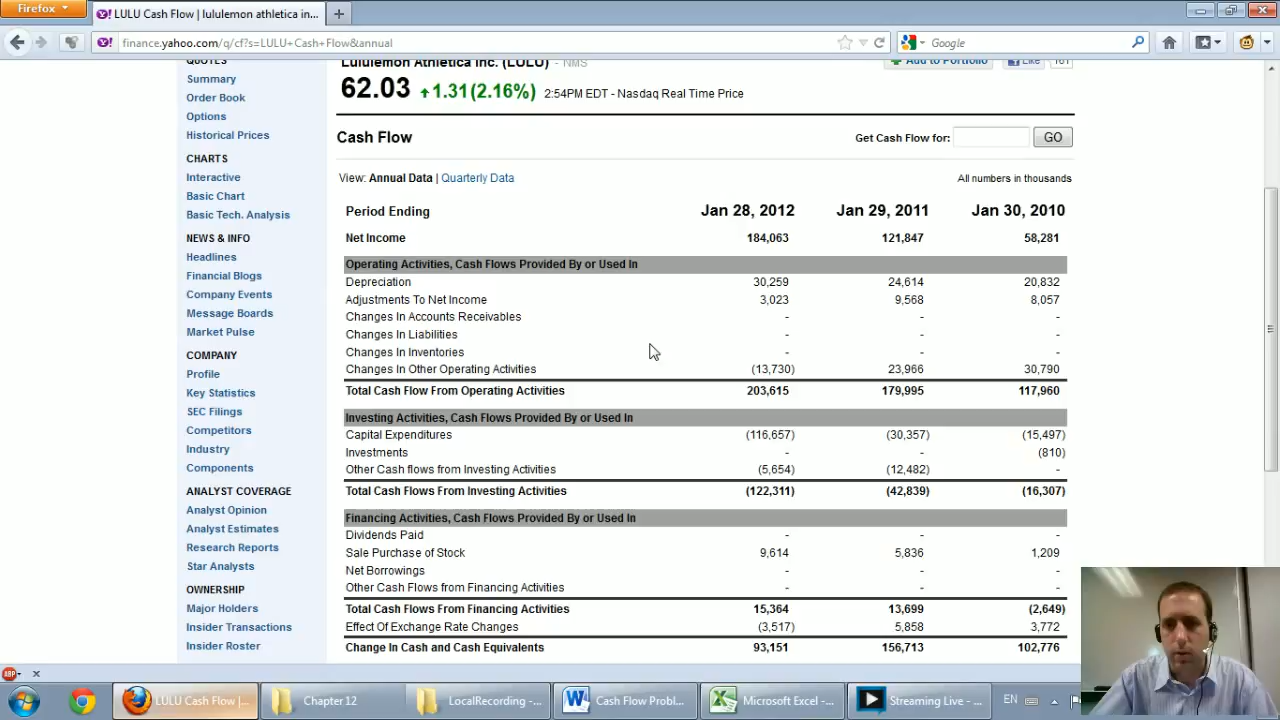 Firefox
LULU Cash Flow | lululemon athletica in...
finance.yahoo.com/q/cf?s=LULU+Cash+Flow&annual
Google
QUOTES
Summary
Order Book
Options
Historical Prices
CHARTS
Interactive
Basic Chart
Basic Tech. Analysis
NEWS & INFO
Headlines
Financial Blogs
Company Events
Message Boards
Market Pulse
COMPANY
Profile
Key Statistics
SEC Filings
Competitors
Industry
Components
ANALYST COVERAGE
Analyst Opinion
Analyst Estimates
Research Reports
Star Analysts
OWNERSHIP
Major Holders
Insider Transactions
Insider Roster
Lululemon Athletica Inc. (LULU) - NMS
Add to Portfolio
Like
161
62.03 1.31(2.16%) 2:54PM EDT - Nasdaq Real Time Price
Cash Flow
Get Cash Flow for: GO
View: Annual Data | Quarterly Data
All numbers in thousands
Period Ending Jan 28, 2012 Jan 29, 2011 Jan 30, 2010
Net Income 184,063 121,847 58,281
Operating Activities, Cash Flows Provided By or Used In
Depreciation 30,259 24,614 20,832
Adjustments To Net Income 3,023 9,568 8,057
Changes In Accounts Receivables - - -
Changes In Liabilities - - -
Changes In Inventories - - -
Changes In Other Operating Activities (13,730) 23,966 30,790
Total Cash Flow From Operating Activities 203,615 179,995 117,960
Investing Activities, Cash Flows Provided By or Used In
Capital Expenditures (116,657) (30,357) (15,497)
Investments - - (810)
Other Cash flows from Investing Activities (5,654) (12,482) -
Total Cash Flows From Investing Activities (122,311) (42,839) (16,307)
Financing Activities, Cash Flows Provided By or Used In
Dividends Paid - - -
Sale Purchase of Stock 9,614 5,836 1,209
Net Borrowings - - -
Other Cash Flows from Financing Activities - - -
Total Cash Flows From Financing Activities 15,364 13,699 (2,649)
Effect Of Exchange Rate Changes (3,517) 5,858 3,772
Change In Cash and Cash Equivalents 93,151 156,713 102,776
ABP
LULU Cash Flow |...
Chapter 12
LocalRecording -...
Cash Flow Probl...
Microsoft Excel -...
Streaming Live -...
EN